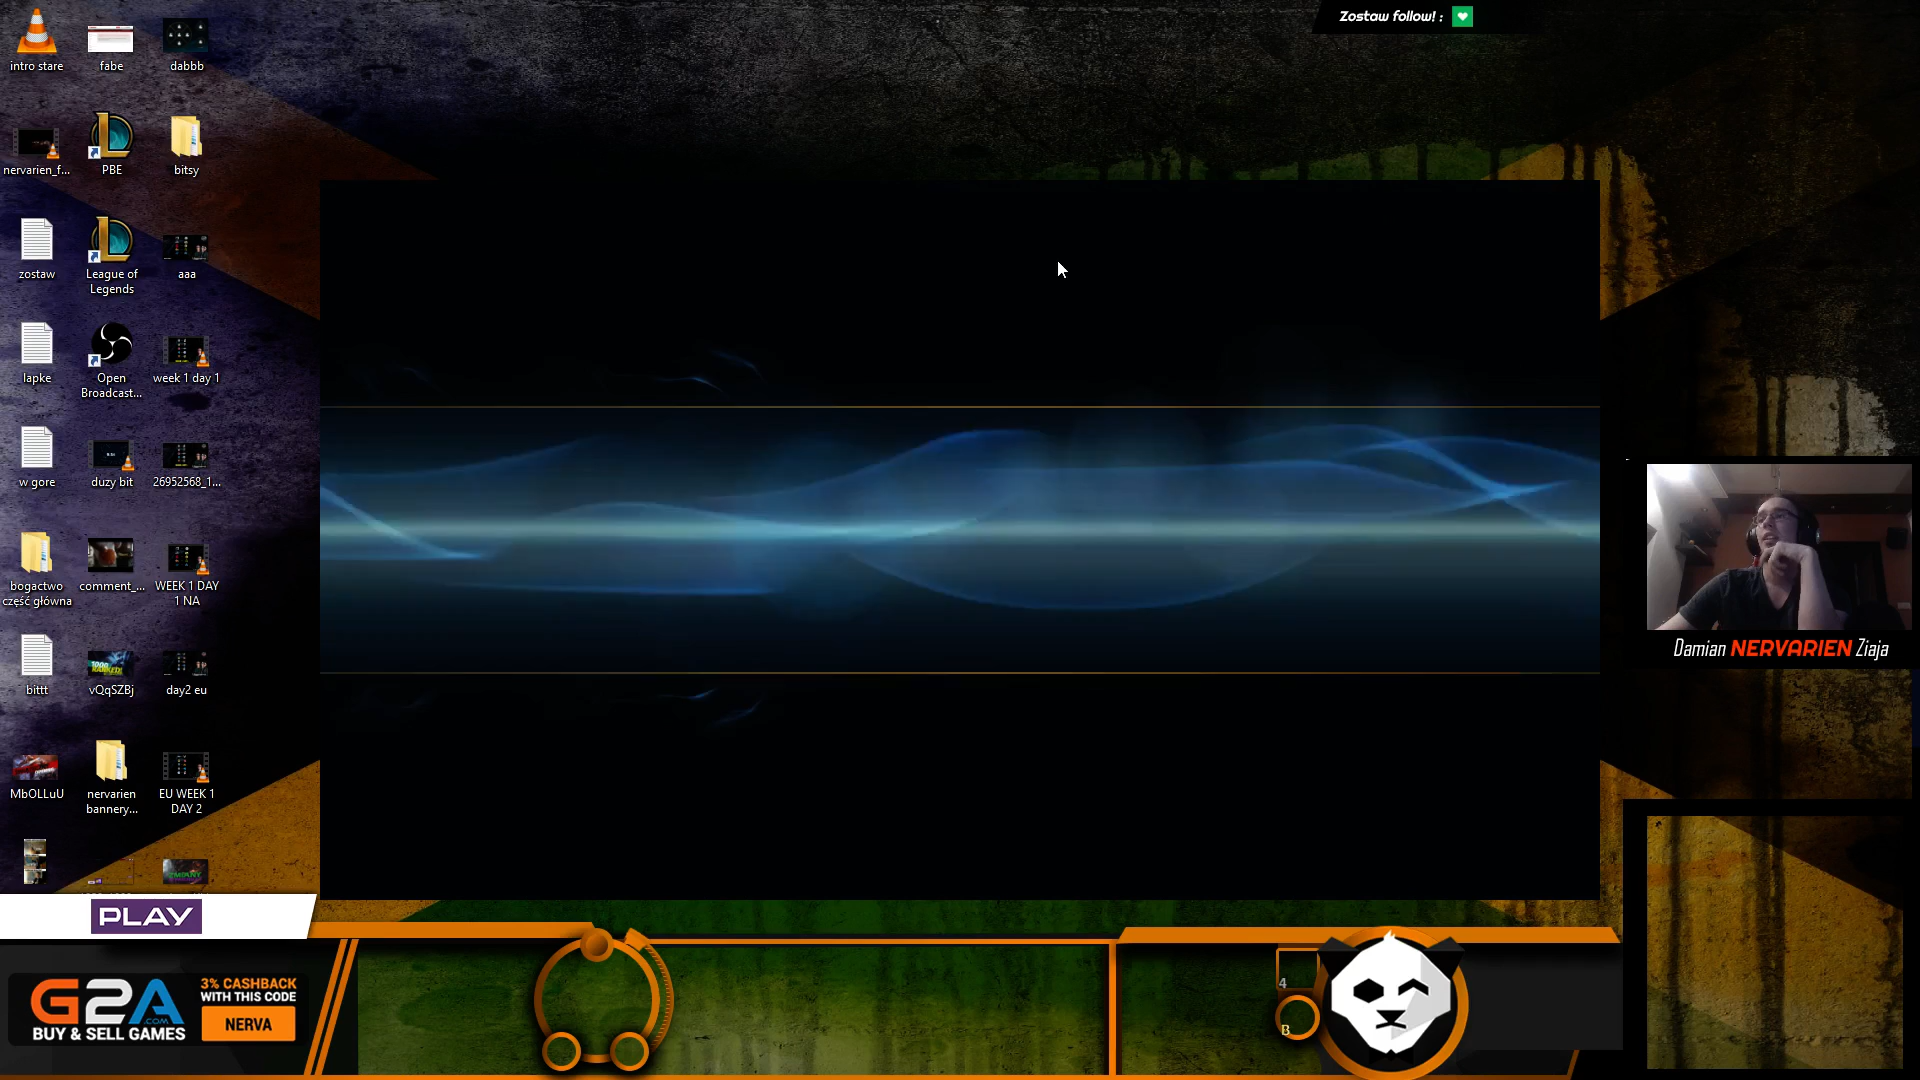 Zostaw follow! :
intro stare
fabe
dabbb
nervarien_f...
PBE
bitsy
zostaw
League of
Legends
aaa
lapke
Open
Broadcast...
week 1 day 1
w gore
duzy bit
26952568_1...
bogactwo
część główna
comment_...
WEEK 1 DAY
1 NA
bittt
vQqSZBj
day2 eu
MbOLLuU
nervarien
bannery...
EU WEEK 1
DAY 2
Damian NERVARIEN Ziaja
PLAY
G2A
.COM
BUY & SELL GAMES
3% CASHBACK
WITH THIS CODE
NERVA
4
B